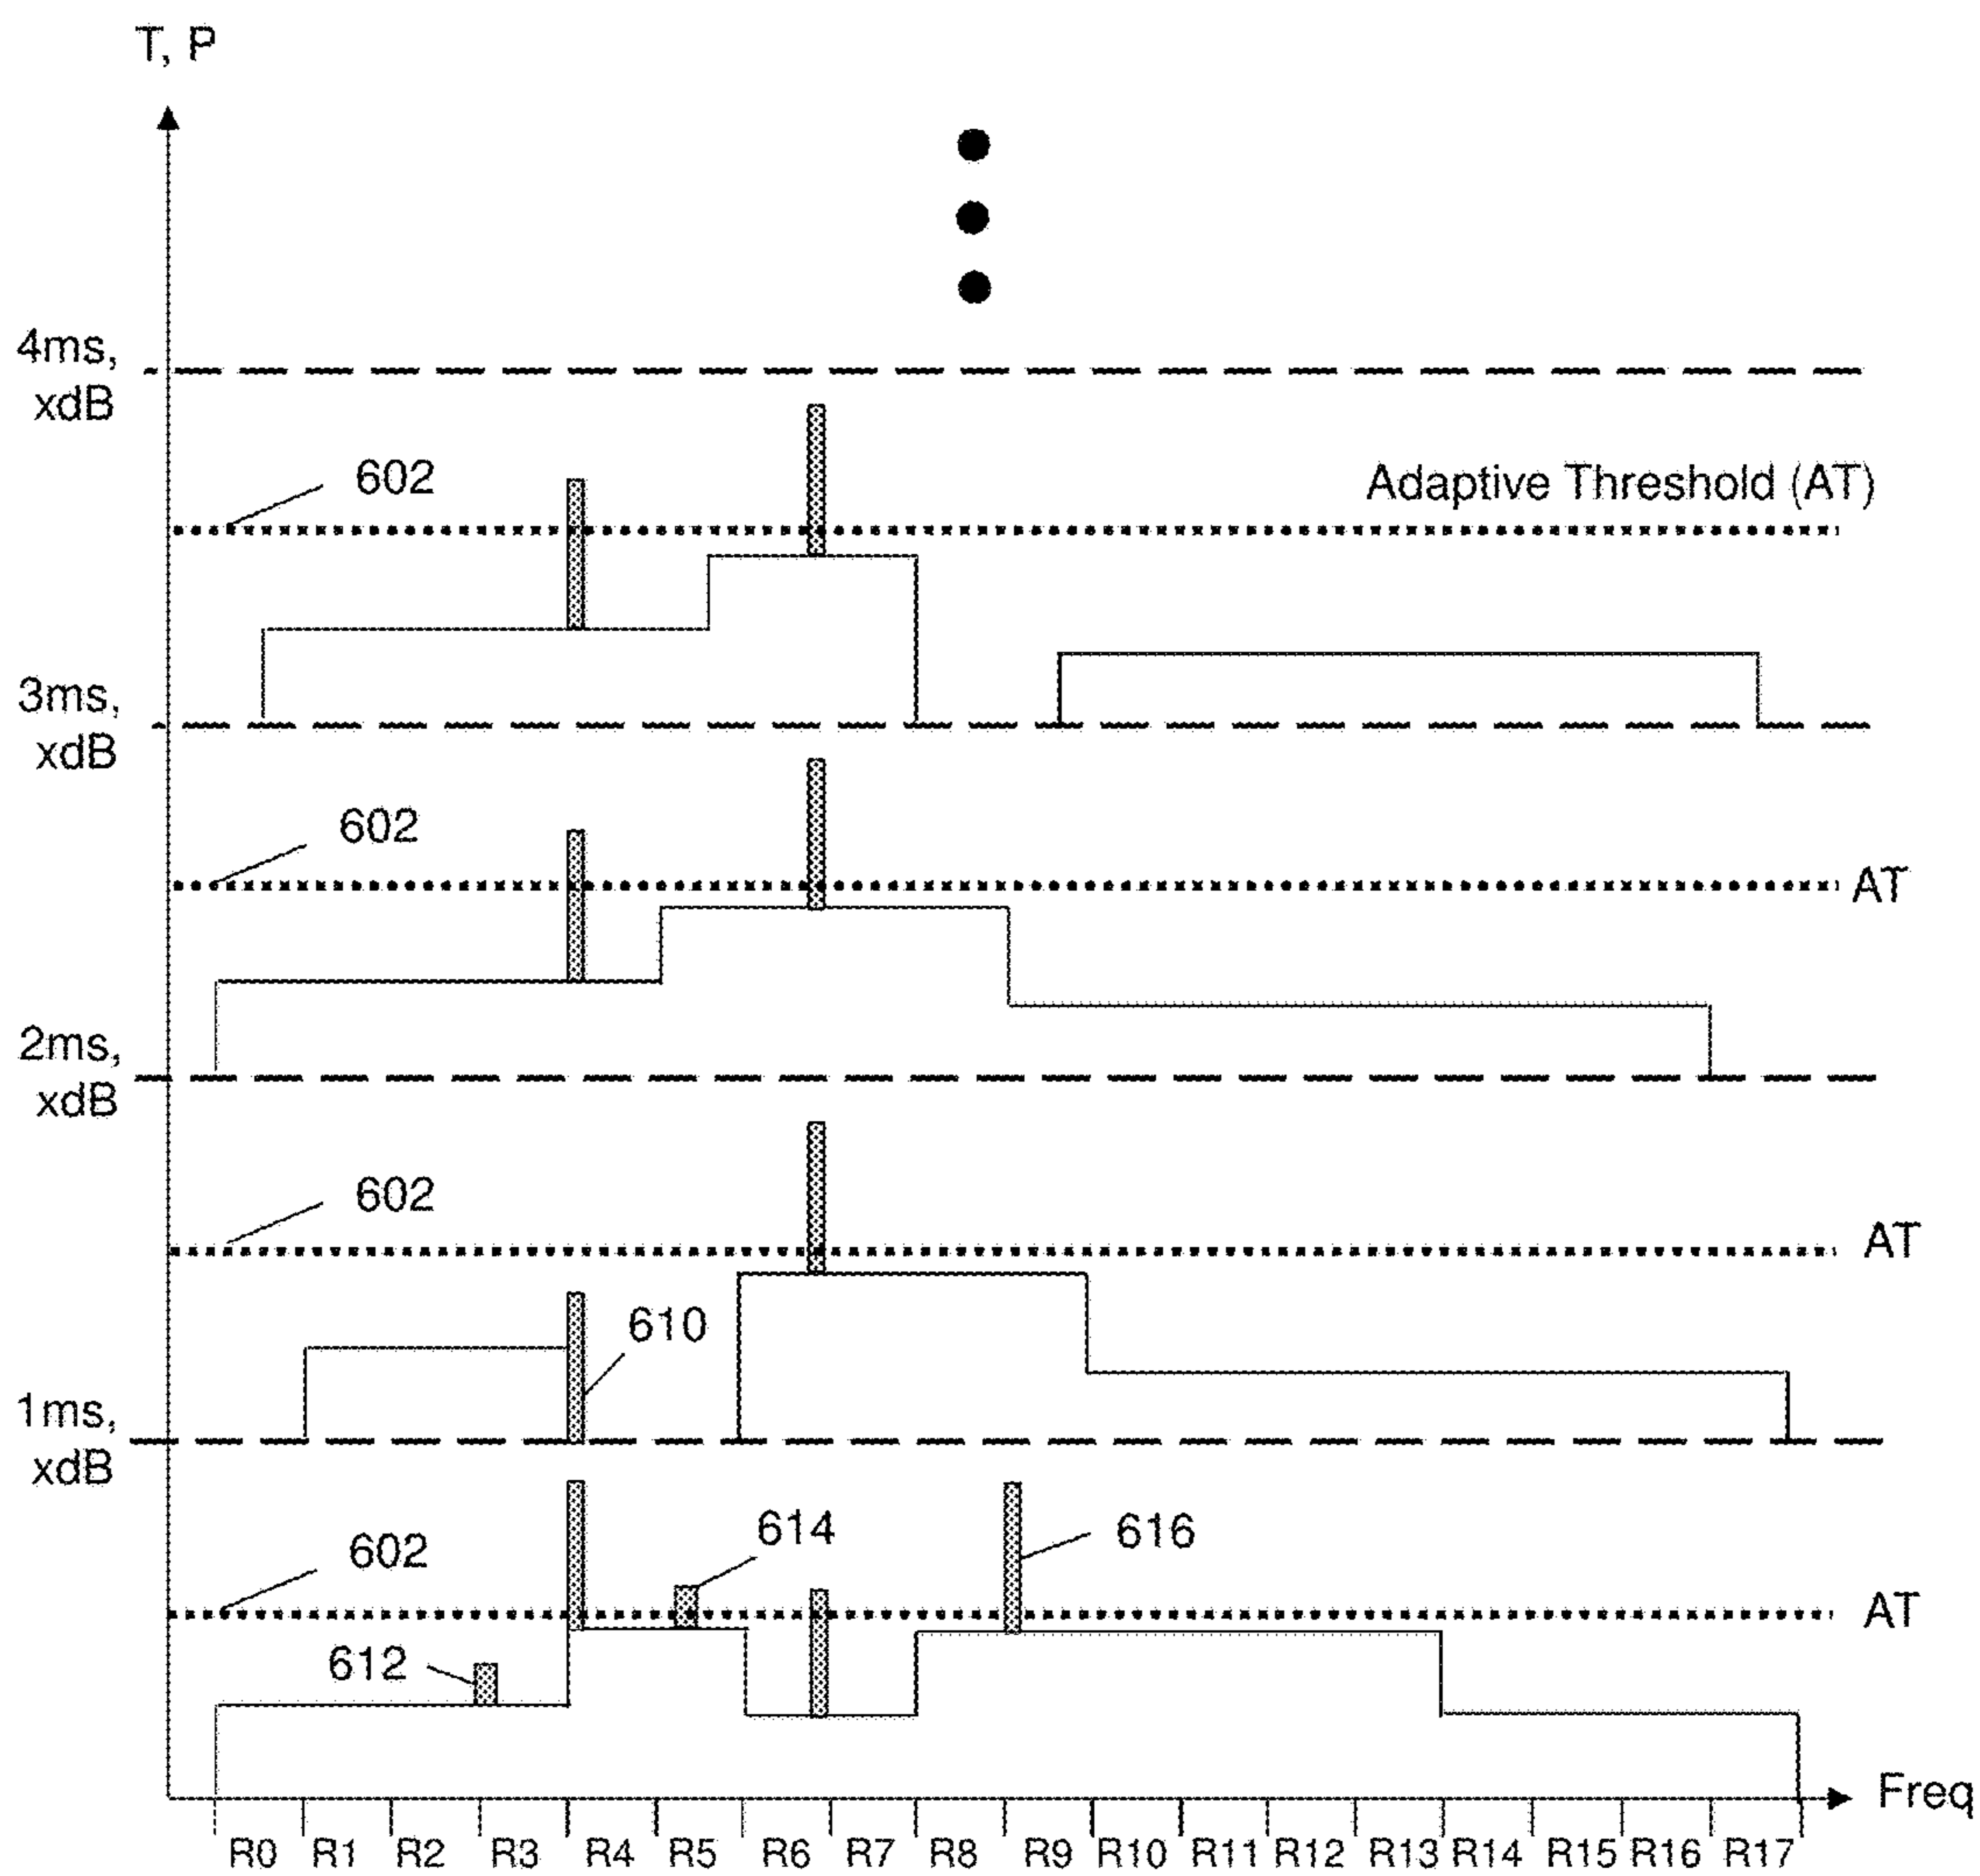 T, P
4ms,
xdB
602
Adaptive Threshold (AT)
3ms,
xdB
602
AT
2ms,
xdB
602
AT
610
1ms,
xdB
602
614
616
AT
612
Freq
R0 R1 R2 R3 R4 R5 R6 R7 R8 R9 R10 R11 R12 R13 R14 R15 R16 R17